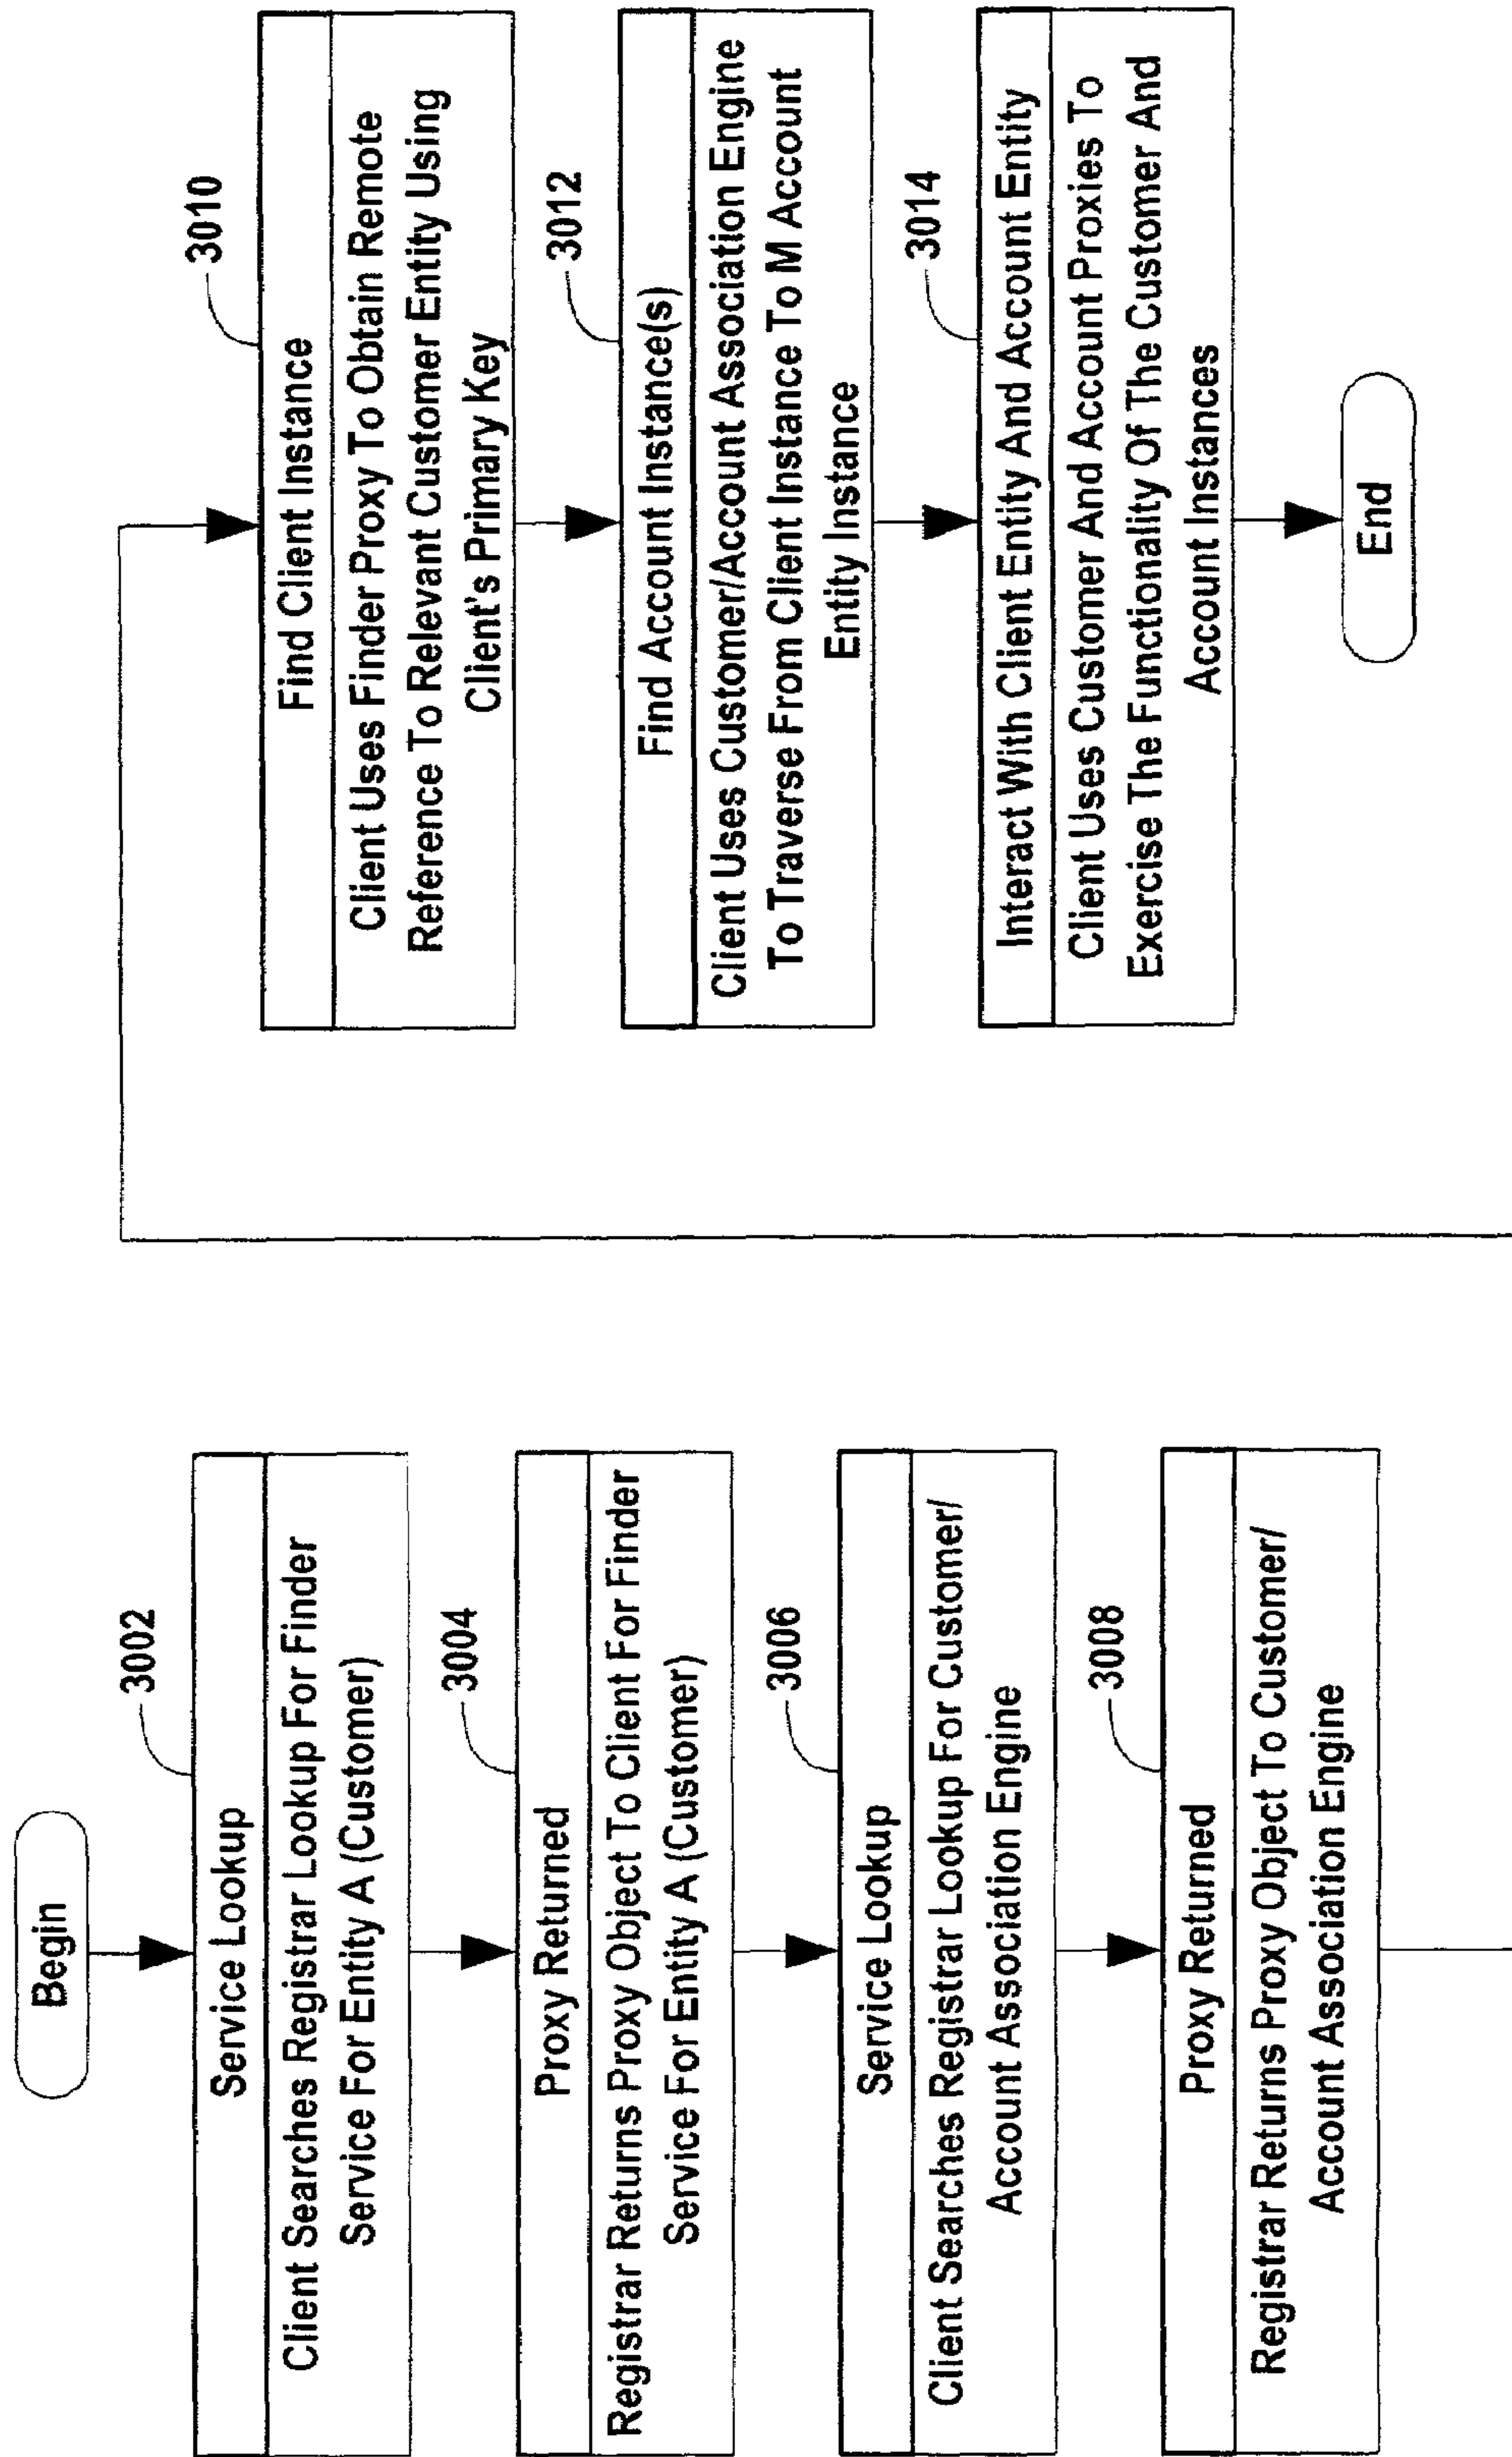 Begin
3002
Service Lookup
Client Searches Registrar Lookup For Finder
Service For Entity A (Customer)
3004
Proxy Returned
Registrar Returns Proxy Object To Client For Finder
Service For Entity A (Customer)
3006
Service Lookup
Client Searches Registrar Lookup For Customer/
Account Association Engine
3008
Proxy Returned
Registrar Returns Proxy Object To Customer/
Account Association Engine
3010
Find Client Instance
Client Uses Finder Proxy To Obtain Remote
Reference To Relevant Customer Entity Using
Client's Primary Key
3012
Find Account Instance(s)
Client Uses Customer/Account Association Engine
To Traverse From Client Instance To M Account
Entity Instance
3014
Interact With Client Entity And Account Entity
Client Uses Customer And Account Proxies To
Exercise The Functionality Of The Customer And
Account Instances
End